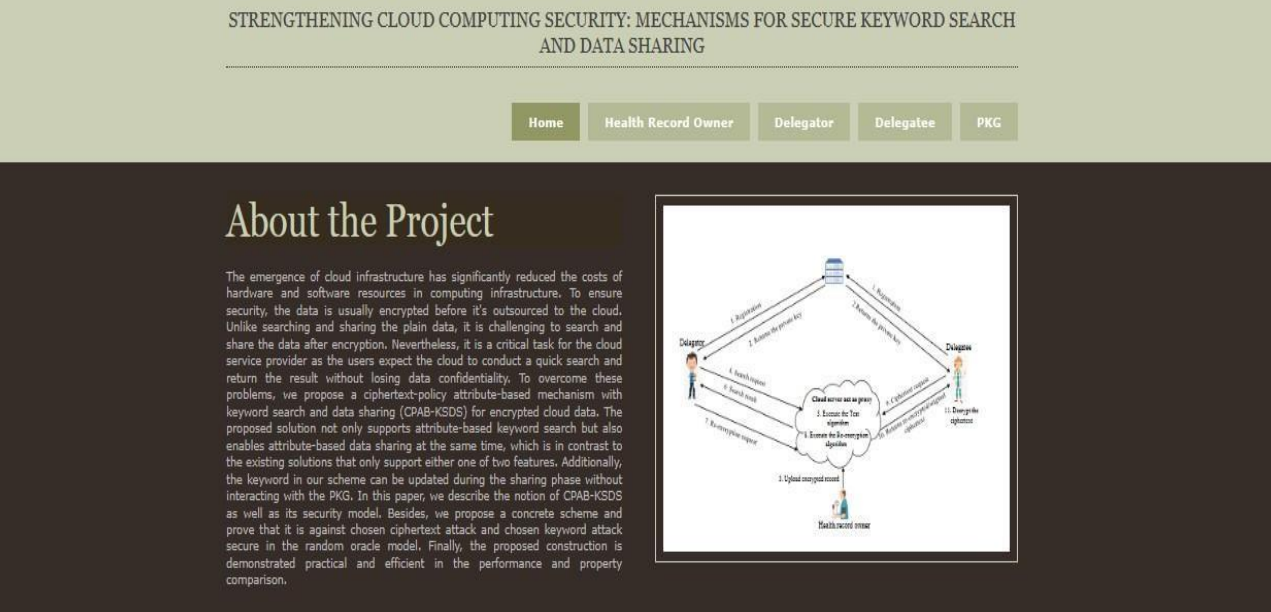 STRENGTHENING CLOUD COMPUTING SECURITY: MECHANISMS FOR SECURE KEYWORD SEARCH
AND DATA SHARING
Home
Health Record Owner
Delegator
Delegatee
PKG
About the Project
The emergence of cloud infrastructure has significantly reduced the costs of
hardware and software resources in computing infrastructure. To ensure
security, the data is usually encrypted before it's outsourced to the cloud.
Unlike searching and sharing the plain data, it is challenging to search and
share the data after encryption. Nevertheless, it is a critical task for the cloud
service provider as the users expect the cloud to conduct a quick search and
return the result without losing data confidentiality. To overcome these
problems, we propose a ciphertext-policy attribute-based mechanism with
keyword search and data sharing (CPAB-KSDS) for encrypted cloud data. The
proposed solution not only supports attribute-based keyword search but also
enables attribute-based data sharing at the same time, which is in contrast to
the existing solutions that only support either one of two features. Additionally,
the keyword in our scheme can be updated during the sharing phase without
interacting with the PKG. In this paper, we describe the notion of CPAB-KSDS
as well as its security model. Besides, we propose a concrete scheme and
prove that it is against chosen ciphertext attack and chosen keyword attack
secure in the random oracle model. Finally, the proposed construction is
demonstrated practical and efficient in the performance and property
comparison.
1. Registration
2. Returns the private key
1. Registration
2.Returns the private key
Delegator
Delegatee
4. Search request
6. Search result
7. Re-encryption request
Cloud server act as proxy
5. Execute the Test
algorithm
8. Execute the Re-encryption
algorithm
9. Ciphertext request
10. Returns re-encrypted/original
ciphertext
11. Decrypt the
ciphertext
3. Upload encrypted record
Health record owner